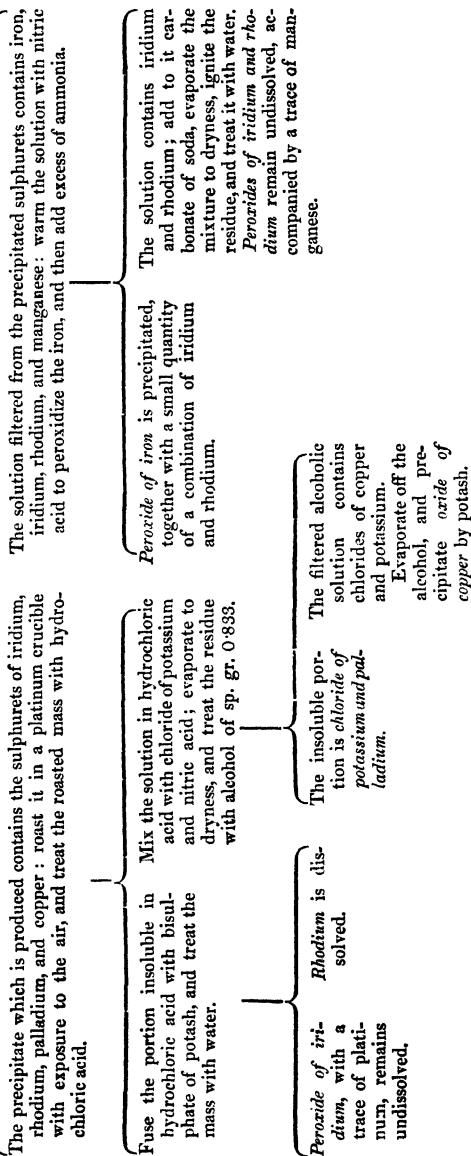 The precipitate which is produced contains the sulphurets of iridium,
rhodium, palladium, and copper : roast it in a platinum crucible
with exposure to the air, and treat the roasted mass with hydro-
chloric acid.
Fuse the portion insoluble in
hydrochloric acid with bisul-
phate of potash, and treat the
mass with water.
Peroxide of iri-
dium, with a
trace of plati-
num, remains
undissolved.
Rhodium is dis-
solved.
Mix the solution in hydrochloric
acid with chloride of potassium
and nitric acid; evaporate to
dryness, and treat the residue
with alcohol of sp. gr. 0·833.
The insoluble por-
tion is chloride of
potassium and pal-
ladium.
The filtered alcoholic
solution contains
chlorides of copper
and potassium.
Evaporate off the
alcohol, and pre-
cipitate oxide of
copper by potash.
The solution filtered from the precipitated sulphurets contains iron,
iridium, rhodium, and manganese: warm the solution with nitric
acid to peroxidize the iron, and then add excess of ammonia.
Peroxide of iron is precipitated,
together with a small quantity
of a combination of iridium
and rhodium.
The solution contains iridium
and rhodium; add to it car-
bonate of soda, evaporate the
mixture to dryness, ignite the
residue, and treat it with water.
Peroxides of iridium and rho-
dium remain undissolved, ac-
companied by a trace of man-
ganese.